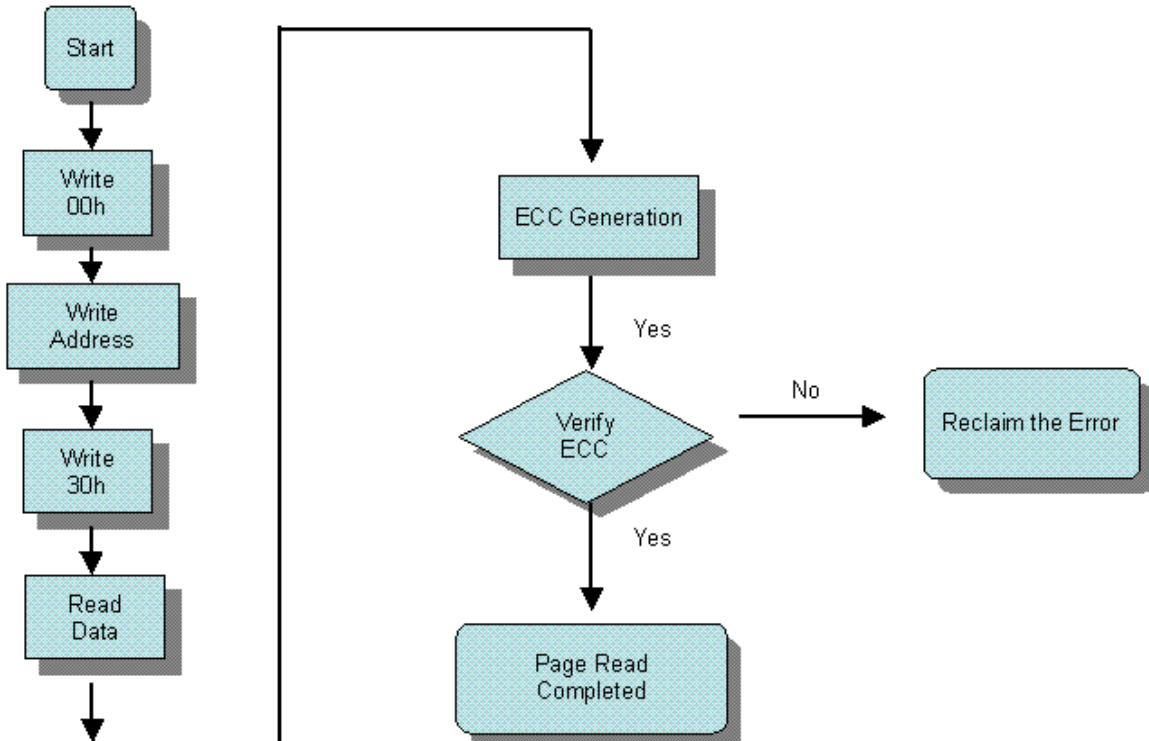 Start
Write
00h
Write
Address
Write
30h
Read
Data
ECC Generation
Yes
Verify
ECC
No
Reclaim the Error
Yes
Page Read
Completed